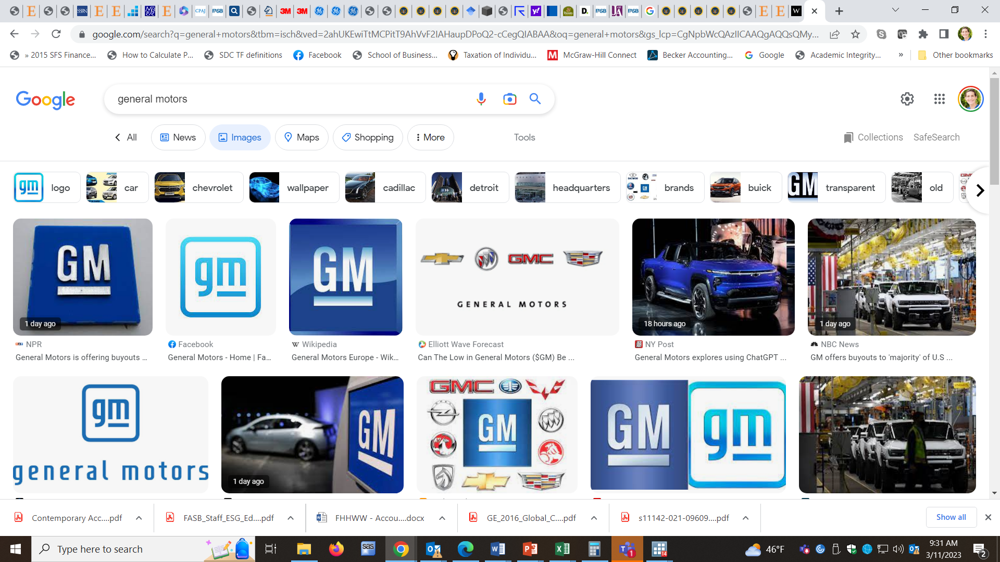 google.com/search?q=general+motors&tbm=isch&ved=2ahUKEwiTtMCPitT9AhVvF2IAHaupDPoQ2-cCegQIABAA&oq=general+motors&gs_lcp=CgNpbWcQAzIICAAQgAQQsQMy...
» 2015 SFS Finance... How to Calculate P... SDC TF definitions Facebook School of Business... Taxation of Individu... McGraw-Hill Connect Becker Accounting... Google Academic Integrity... » Other bookmarks
Google general motors
All News Images Maps Shopping More Tools Collections SafeSearch
gm logo car chevrolet wallpaper cadillac detroit headquarters brands buick GM transparent old
GM gm GM GMC
GENERAL MOTORS
1 day ago 18 hours ago 1 day ago
NPR Facebook Wikipedia Elliott Wave Forecast NY Post NBC News
General Motors is offering buyouts ... General Motors - Home | Fa... General Motors Europe - Wik... Can The Low in General Motors ($GM) Be ... General Motors explores using ChatGPT ... GM offers buyouts to 'majority' of U.S ...
gm GM GMC GM GM gm
general motors
1 day ago
Contemporary Acc....pdf FASB_Staff_ESG_Ed....pdf FHHWW - Accou....docx GE_2016_Global_C....pdf s11142-021-09609....pdf Show all
Type here to search 46°F 9:31 AM
3/11/2023 2